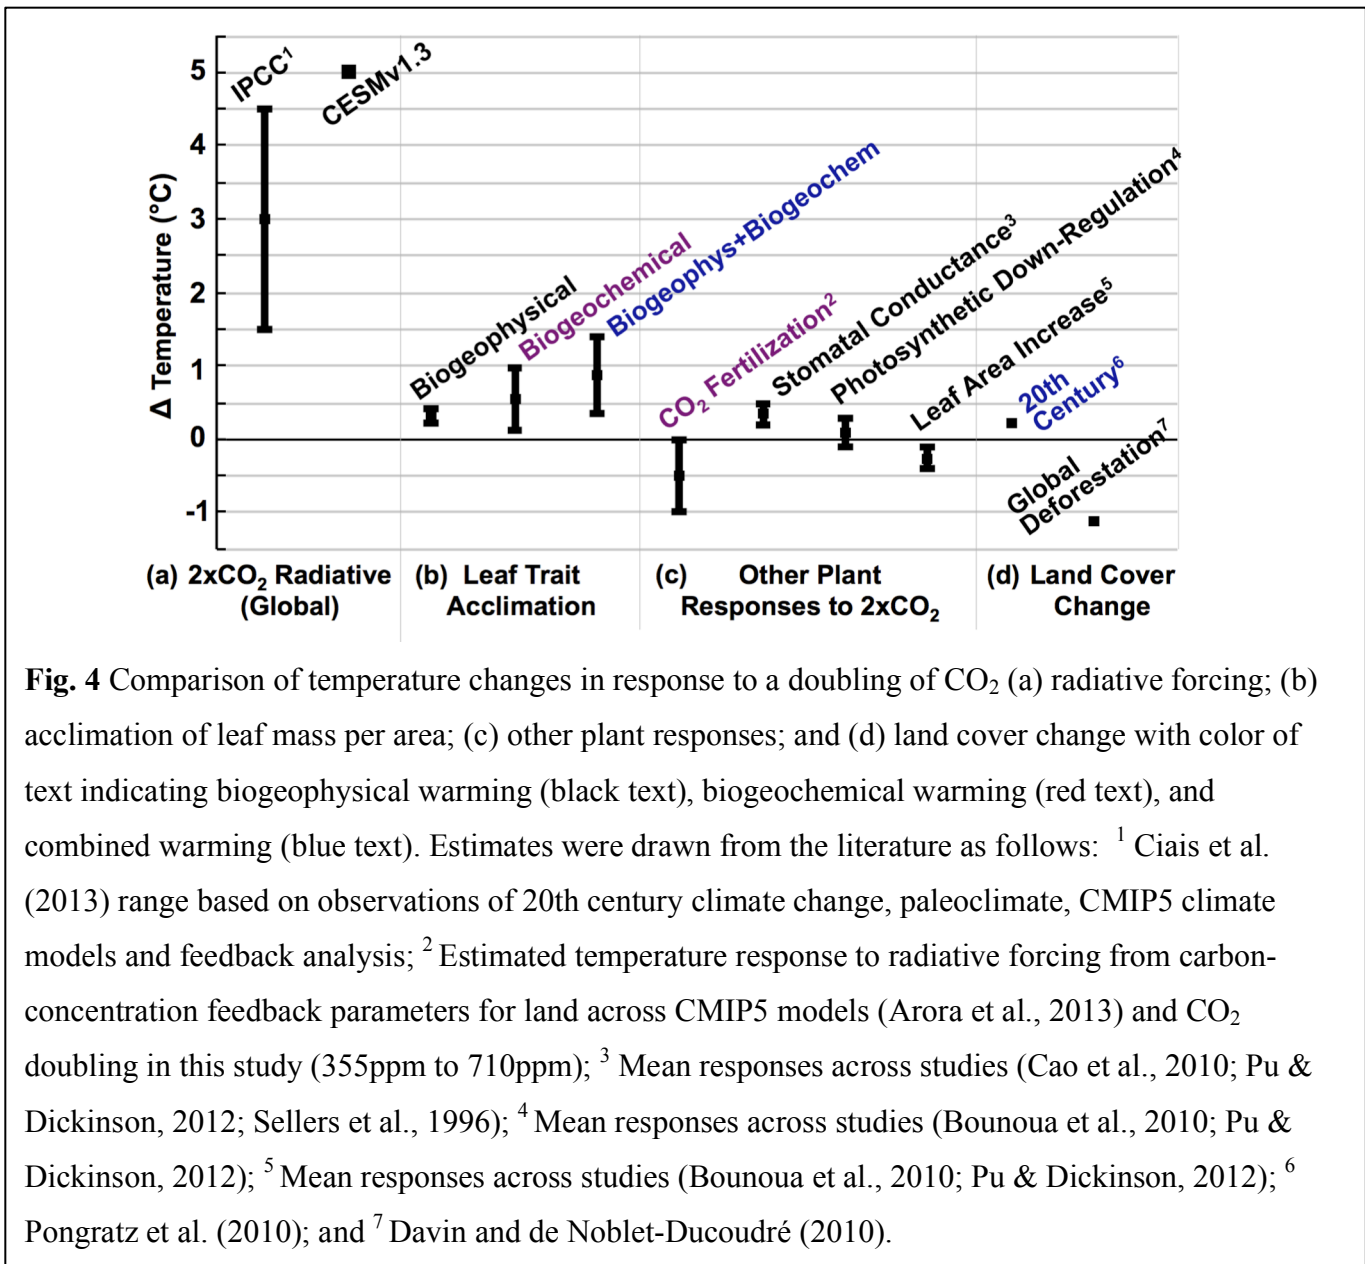 Δ Temperature (°C)
5
4
3
2
1
0
-1
IPCC¹
CESMv1.3
Biogeophysical
Biogeochemical
Biogeophys+Biogeochem
CO₂ Fertilization²
Stomatal Conductance³
Photosynthetic Down-Regulation⁴
Leaf Area Increase⁵
20th
Century⁶
Global
Deforestation⁷
(a) 2xCO₂ Radiative
(Global)
(b) Leaf Trait
Acclimation
(c) Other Plant
Responses to 2xCO₂
(d) Land Cover
Change
Fig. 4 Comparison of temperature changes in response to a doubling of CO₂ (a) radiative forcing; (b)
acclimation of leaf mass per area; (c) other plant responses; and (d) land cover change with color of
text indicating biogeophysical warming (black text), biogeochemical warming (red text), and
combined warming (blue text). Estimates were drawn from the literature as follows: ¹ Ciais et al.
(2013) range based on observations of 20th century climate change, paleoclimate, CMIP5 climate
models and feedback analysis; ² Estimated temperature response to radiative forcing from carbon-
concentration feedback parameters for land across CMIP5 models (Arora et al., 2013) and CO₂
doubling in this study (355ppm to 710ppm); ³ Mean responses across studies (Cao et al., 2010; Pu &
Dickinson, 2012; Sellers et al., 1996); ⁴ Mean responses across studies (Bounoua et al., 2010; Pu &
Dickinson, 2012); ⁵ Mean responses across studies (Bounoua et al., 2010; Pu & Dickinson, 2012); ⁶
Pongratz et al. (2010); and ⁷ Davin and de Noblet-Ducoudré (2010).